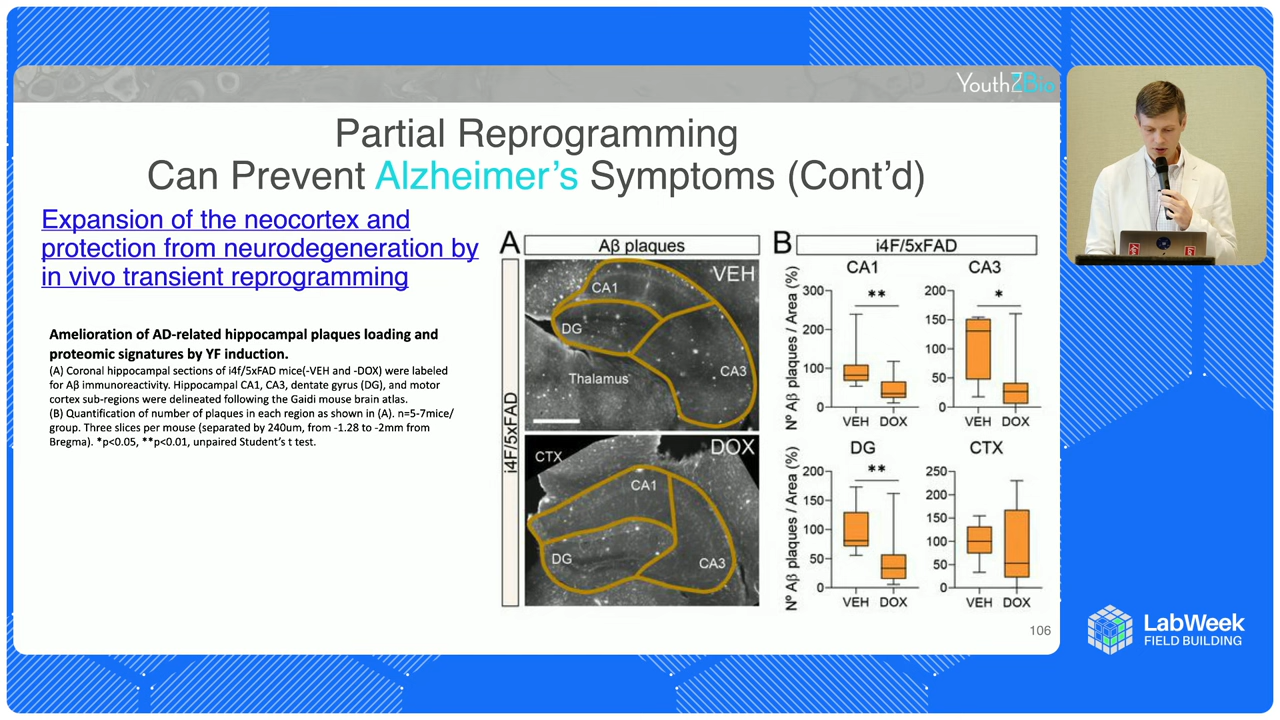 YouthZBio
Partial Reprogramming
Can Prevent Alzheimer's Symptoms (Cont'd)
Expansion of the neocortex and
protection from neurodegeneration by
in vivo transient reprogramming
Amelioration of AD-related hippocampal plaques loading and
proteomic signatures by YF induction.
(A) Coronal hippocampal sections of i4f/5xFAD mice(-VEH and -DOX) were labeled
for Aβ immunoreactivity. Hippocampal CA1, CA3, dentate gyrus (DG), and motor
cortex sub-regions were delineated following the Gaidi mouse brain atlas.
(B) Quantification of number of plaques in each region as shown in (A). n=5-7mice/
group. Three slices per mouse (separated by 240um, from -1.28 to -2mm from
Bregma). *p<0.05, **p<0.01, unpaired Student's t test.
A
Aβ plaques
i4F/5xFAD
VEH
CA1
DG
CA3
Thalamus
DOX
CTX
CA1
DG
CA3
B
i4F/5xFAD
CA1
Nº Aβ plaques / Area (%)
300
200
100
0
**
VEH DOX
CA3
200
150
100
50
0
*
VEH DOX
DG
Nº Aβ plaques / Area (%)
200
150
100
50
0
**
VEH DOX
CTX
250
200
150
100
50
0
VEH DOX
106
LabWeek
FIELD BUILDING